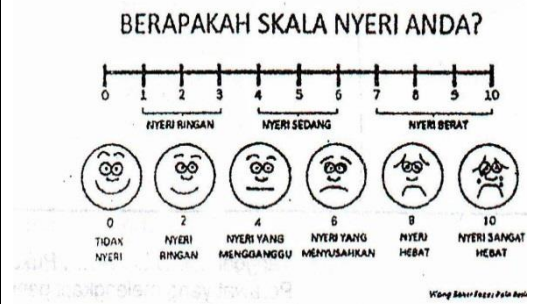 BERAPAKAH SKALA NYERI ANDA?
0 1 2 3 4 5 6 7 8 9 10
NYERI RINGAN NYERI SEDANG NYERI BERAT
0 2 4 6 8 10
TIDAK NYERI NYERI YANG NYERI YANG NYERI NYERI SANGAT
NYERI RINGAN MENGGANGGU MENYUSAHKAN HEBAT HEBAT